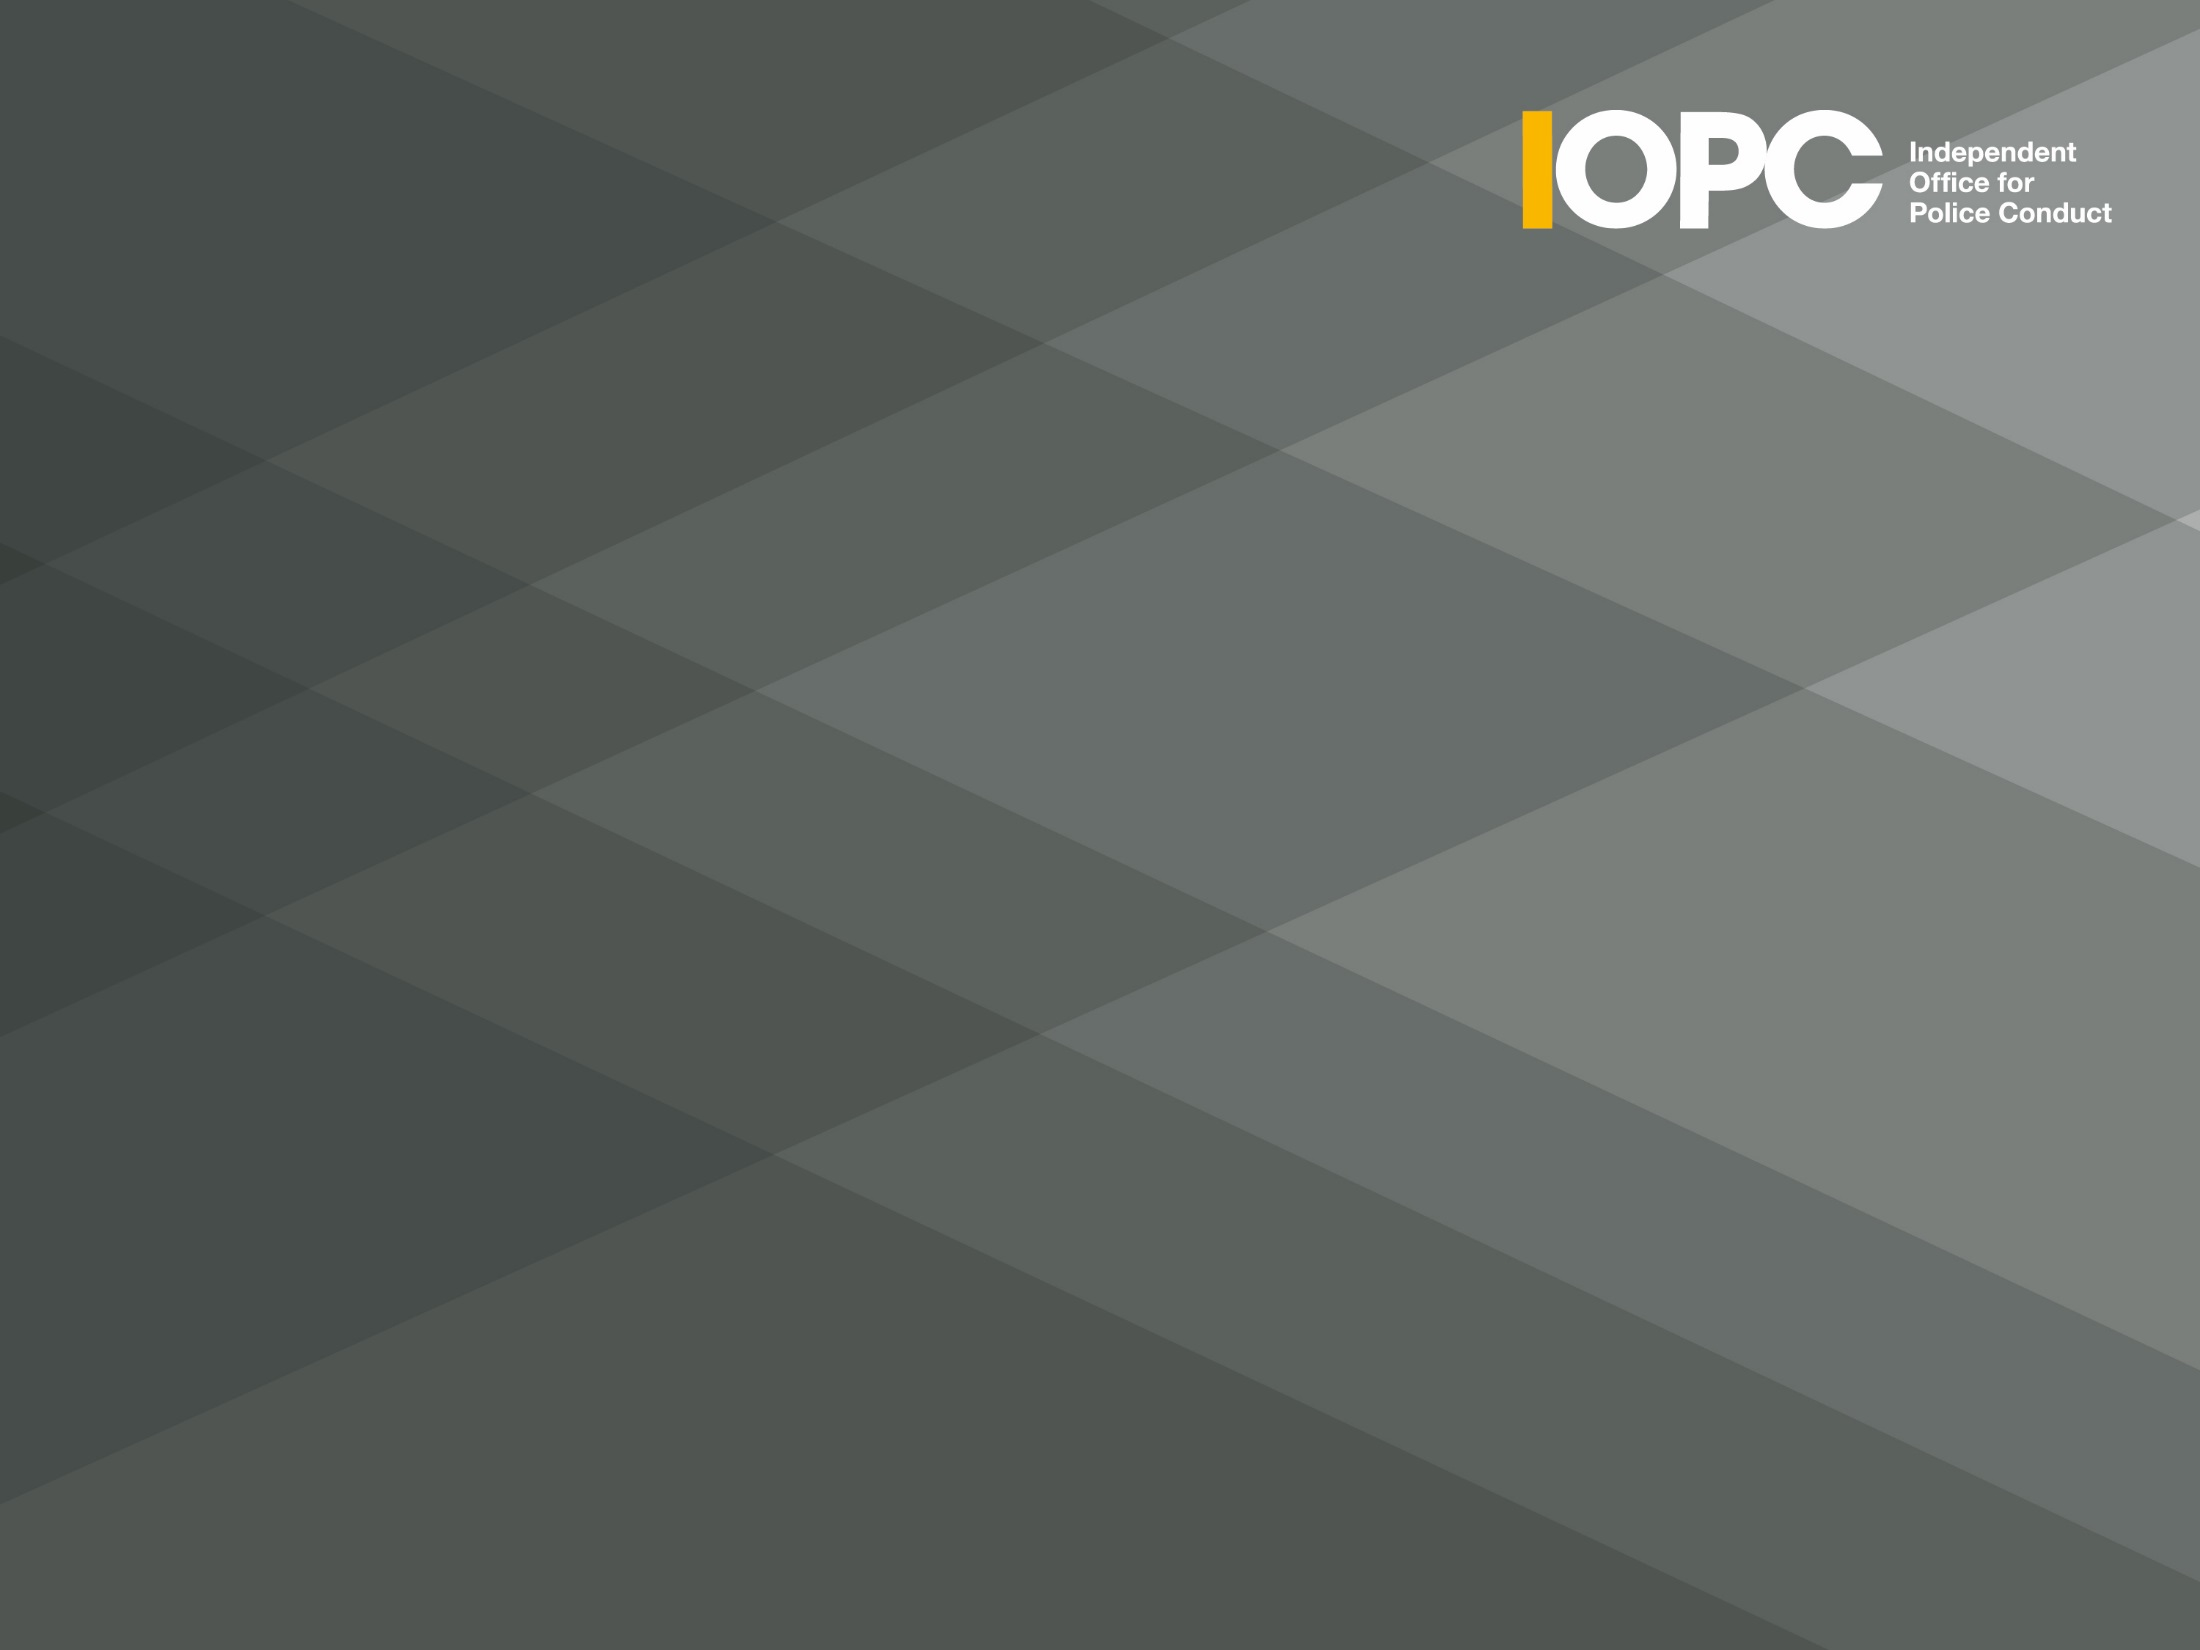 IOPC
Independent
Office for
Police Conduct